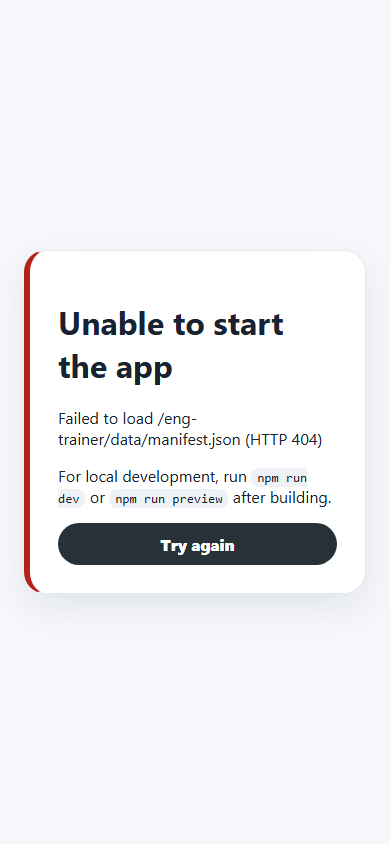 Unable to start
the app
Failed to load /eng-
trainer/data/manifest.json (HTTP 404)
For local development, run npm run
dev or npm run preview after building.
Try again